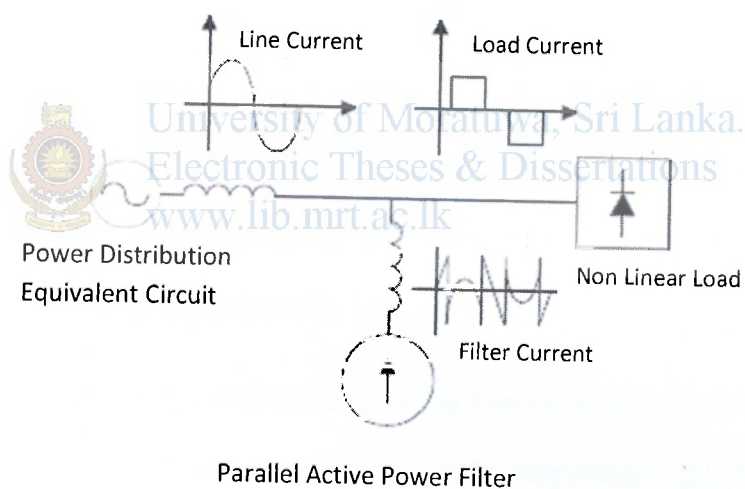 Line Current
Load Current
University of Moratuwa, Sri Lanka.
Electronic Theses & Dissertations
www.lib.mrt.ac.lk
Power Distribution
Equivalent Circuit
Non Linear Load
Filter Current
Parallel Active Power Filter